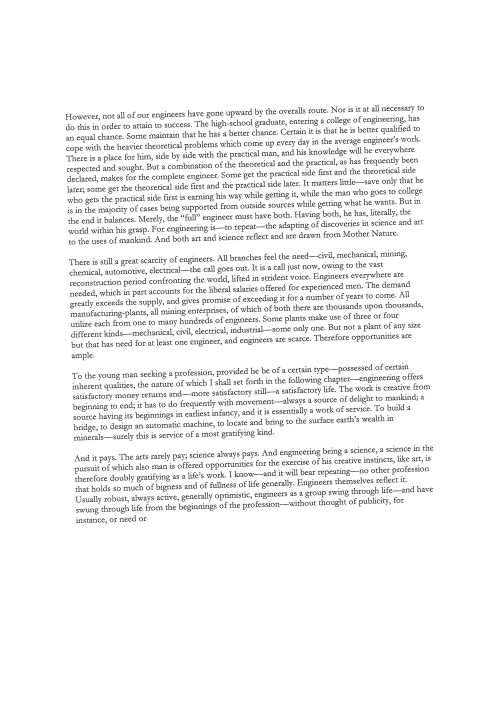 However, not all of our engineers have gone upward by the overalls route. Nor is it at all necessary to
do this in order to attain to success. The high-school graduate, entering a college of engineering, has
an equal chance. Some maintain that he has a better chance. Certain it is that he is better qualified to
cope with the heavier theoretical problems which come up every day in the average engineer's work.
There is a place for him, side by side with the practical man, and his knowledge will be everywhere
respected and sought. But a combination of the theoretical and the practical, as has frequently been
declared, makes for the complete engineer. Some get the practical side first and the theoretical side
later; some get the theoretical side first and the practical side later. It matters little—save only that he
who gets the practical side first is earning his way while getting it, while the man who goes to college
is in the majority of cases being supported from outside sources while getting what he wants. But in
the end it balances. Merely, the “full” engineer must have both. Having both, he has, literally, the
world within his grasp. For engineering is—to repeat—the adapting of discoveries in science and art
to the uses of mankind. And both art and science reflect and are drawn from Mother Nature.
There is still a great scarcity of engineers. All branches feel the need—civil, mechanical, mining,
chemical, automotive, electrical—the call goes out. It is a call just now, owing to the vast
reconstruction period confronting the world, lifted in strident voice. Engineers everywhere are
needed, which in part accounts for the liberal salaries offered for experienced men. The demand
greatly exceeds the supply, and gives promise of exceeding it for a number of years to come. All
manufacturing-plants, all mining enterprises, of which of both there are thousands upon thousands,
utilize each from one to many hundreds of engineers. Some plants make use of three or four
different kinds—mechanical, civil, electrical, industrial—some only one. But not a plant of any size
but that has need for at least one engineer, and engineers are scarce. Therefore opportunities are
ample.
To the young man seeking a profession, provided he be of a certain type—possessed of certain
inherent qualities, the nature of which I shall set forth in the following chapter—engineering offers
satisfactory money returns and—more satisfactory still—a satisfactory life. The work is creative from
beginning to end; it has to do frequently with movement—always a source of delight to mankind; a
source having its beginnings in earliest infancy, and it is essentially a work of service. To build a
bridge, to design an automatic machine, to locate and bring to the surface earth's wealth in
minerals—surely this is service of a most gratifying kind.
And it pays. The arts rarely pay; science always pays. And engineering being a science, a science in the
pursuit of which also man is offered opportunities for the exercise of his creative instincts, like art, is
therefore doubly gratifying as a life's work. I know—and it will bear repeating—no other profession
that holds so much of bigness and of fullness of life generally. Engineers themselves reflect it.
Usually robust, always active, generally optimistic, engineers as a group swing through life—and have
swung through life from the beginnings of the profession—without thought of publicity, for
instance, or need or